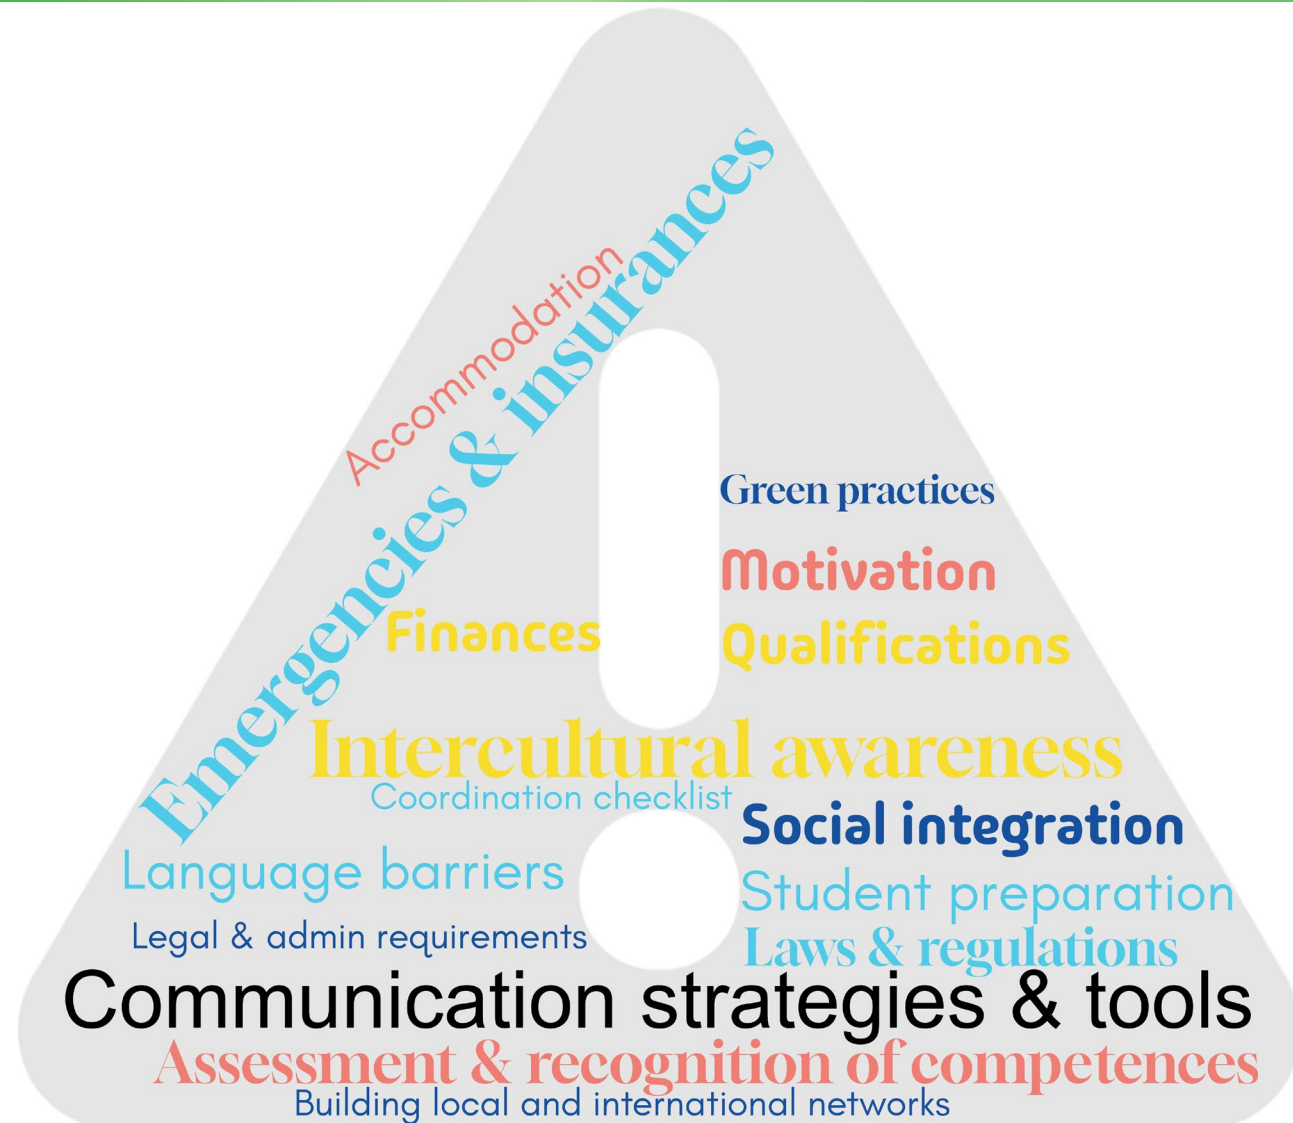 Accommodation
Emergencies & insurances
Green practices
Motivation
Finances
Qualifications
Intercultural awareness
Coordination checklist
Social integration
Language barriers
Student preparation
Legal & admin requirements
Laws & regulations
Communication strategies & tools
Assessment & recognition of competences
Building local and international networks